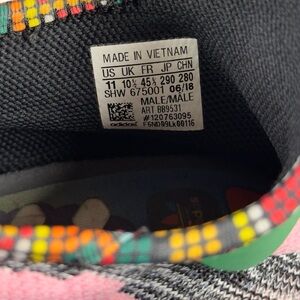 MADE IN VIETNAM
US UK FR JP CHN
11 10½ 45⅓ 290 280
SHW 675001 06/18
MALE/MALE
ART BB9531
#120763095
adidas